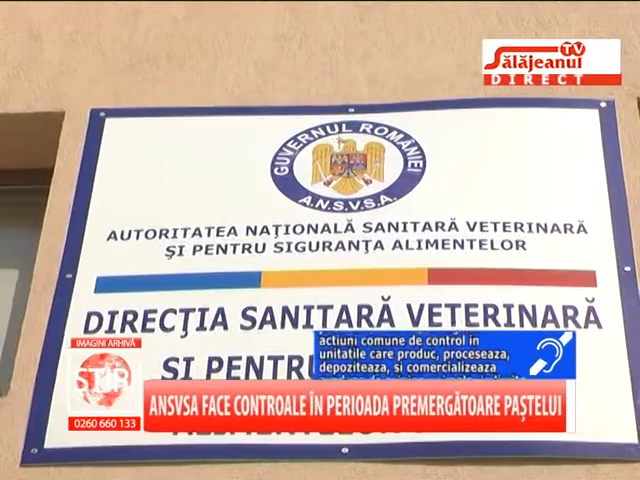 Sălăjeanul TV
DIRECT
GUVERNUL ROMÂNIEI
A.N.S.V.S.A.
AUTORITATEA NAŢIONALĂ SANITARĂ VETERINARĂ
ŞI PENTRU SIGURANŢA ALIMENTELOR
DIRECŢIA SANITARĂ VETERINARĂ
ŞI PENTRU
IMAGINI ARHIVĂ
ȘTIRI
0260 660 133
actiuni comune de control in
unitatile care produc, proceseaza,
depoziteaza, si comercializeaza
ANSVSA FACE CONTROALE ÎN PERIOADA PREMERGĂTOARE PAŞTELUI